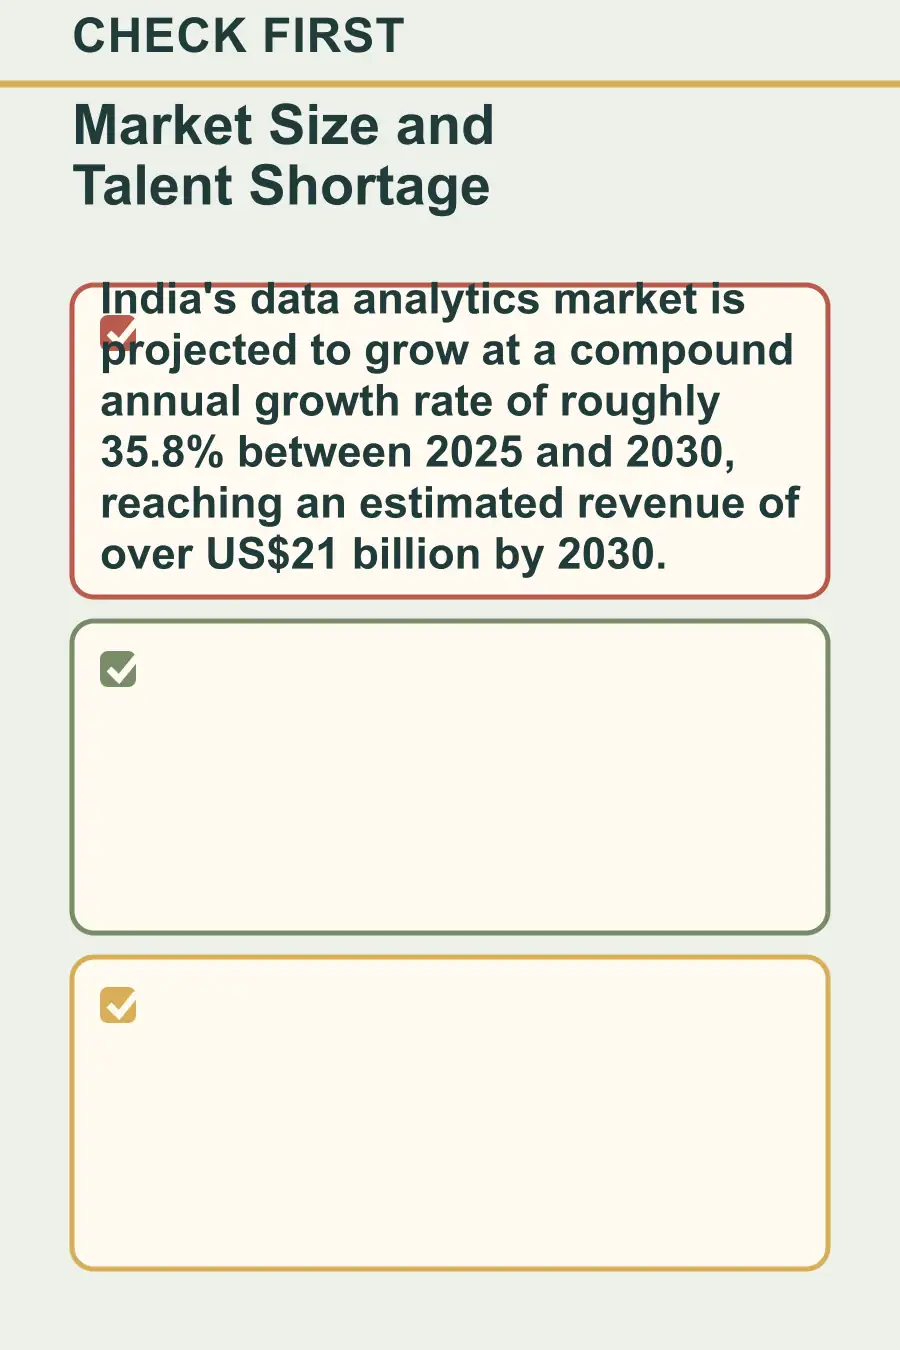 CHECK FIRST
Market Size and
Talent Shortage
India's data analytics market is
projected to grow at a compound
annual growth rate of roughly
35.8% between 2025 and 2030,
reaching an estimated revenue of
over US$21 billion by 2030.